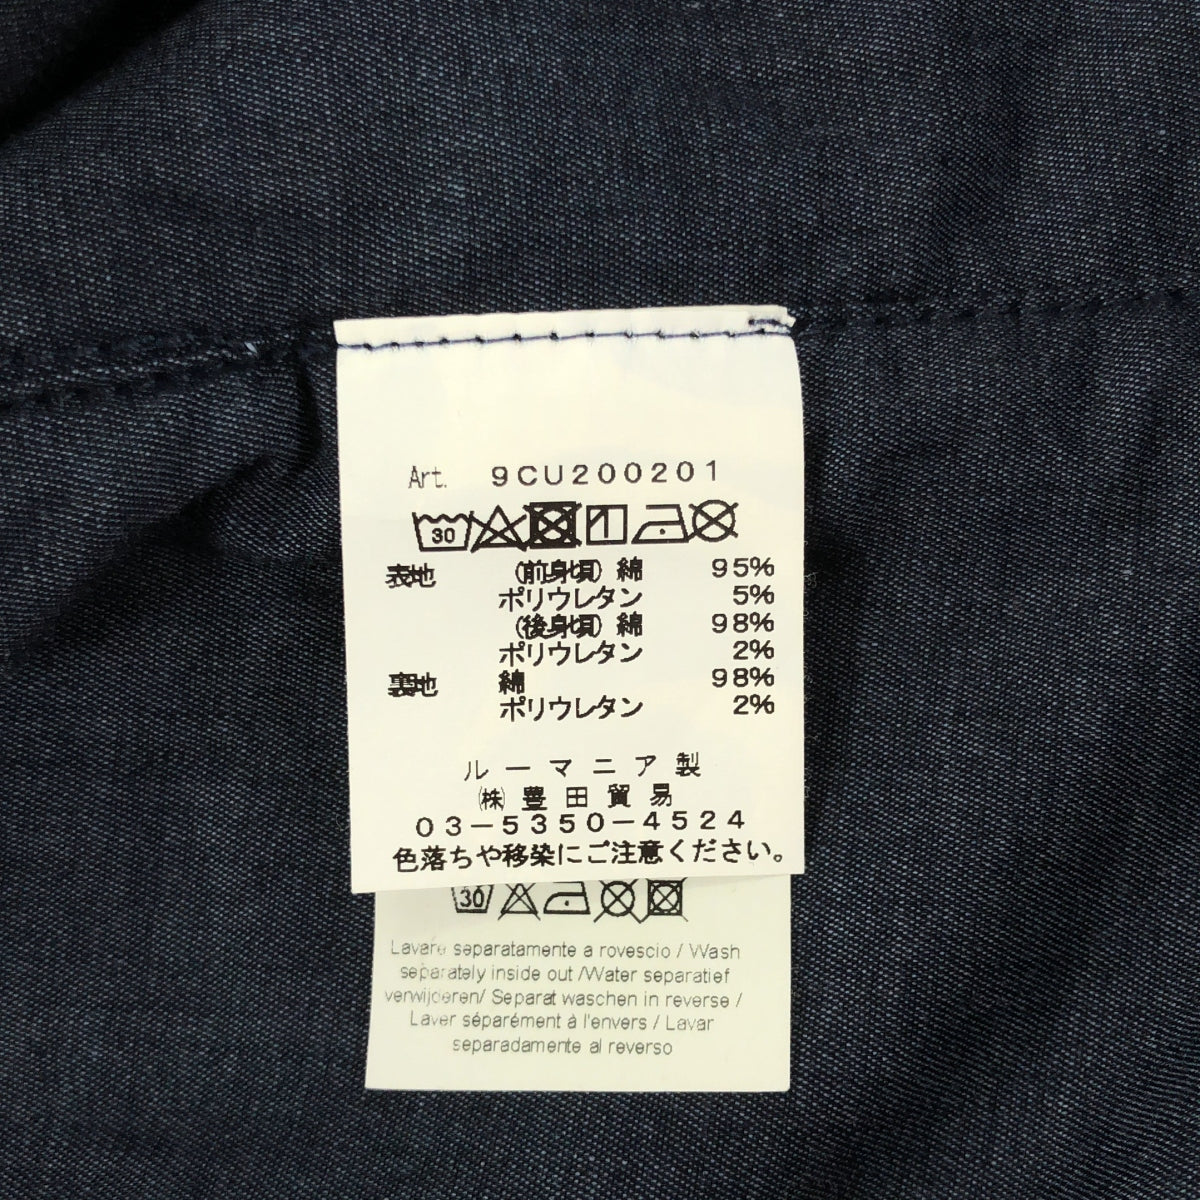 Art. 9CU200201
30
表地 (前身頃) 綿 95%
ポリウレタン 5%
(後身頃) 綿 98%
ポリウレタン 2%
裏地 綿 98%
ポリウレタン 2%
ルーマニア製
㈱豊田貿易
03-5350-4524
色落ちや移染にご注意ください。
30
Lavare separatamente a rovescio / Wash
separately inside out /Water separatief
verwijderen/ Separat waschen in reverse /
Laver séparément à l'envers / Lavar
separadamente al reverso